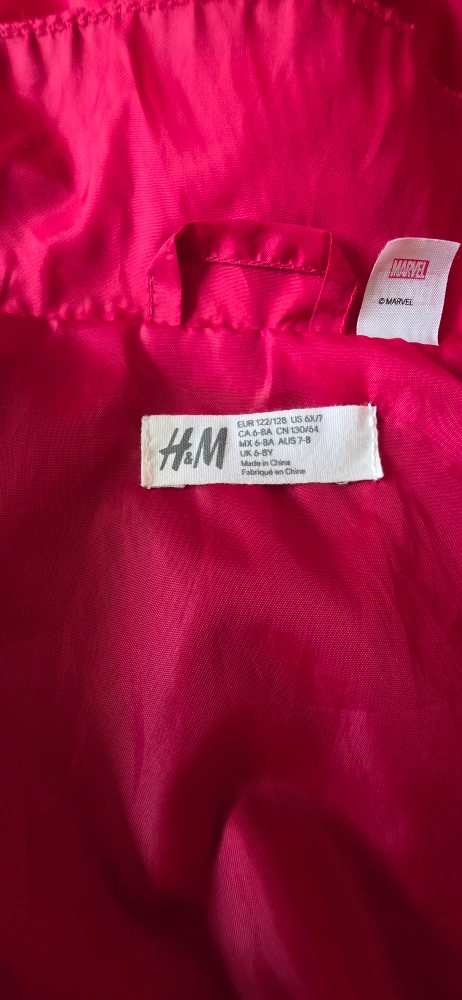 MARVEL
© MARVEL
H&M
EUR 122/128 US 6X/7
CA 6-8A CN 130/64
MX 6-8A AUS 7-8
UK 6-8Y
Made in China
Fabriqué en Chine